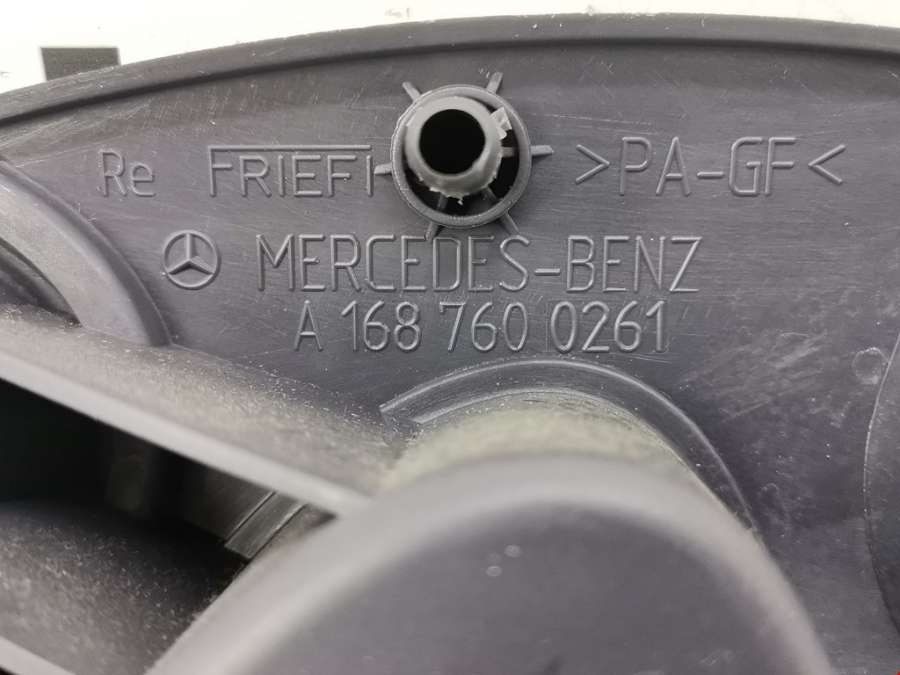 Re FRIEFI >PA-GF<
MERCEDES-BENZ
A 168 760 0261